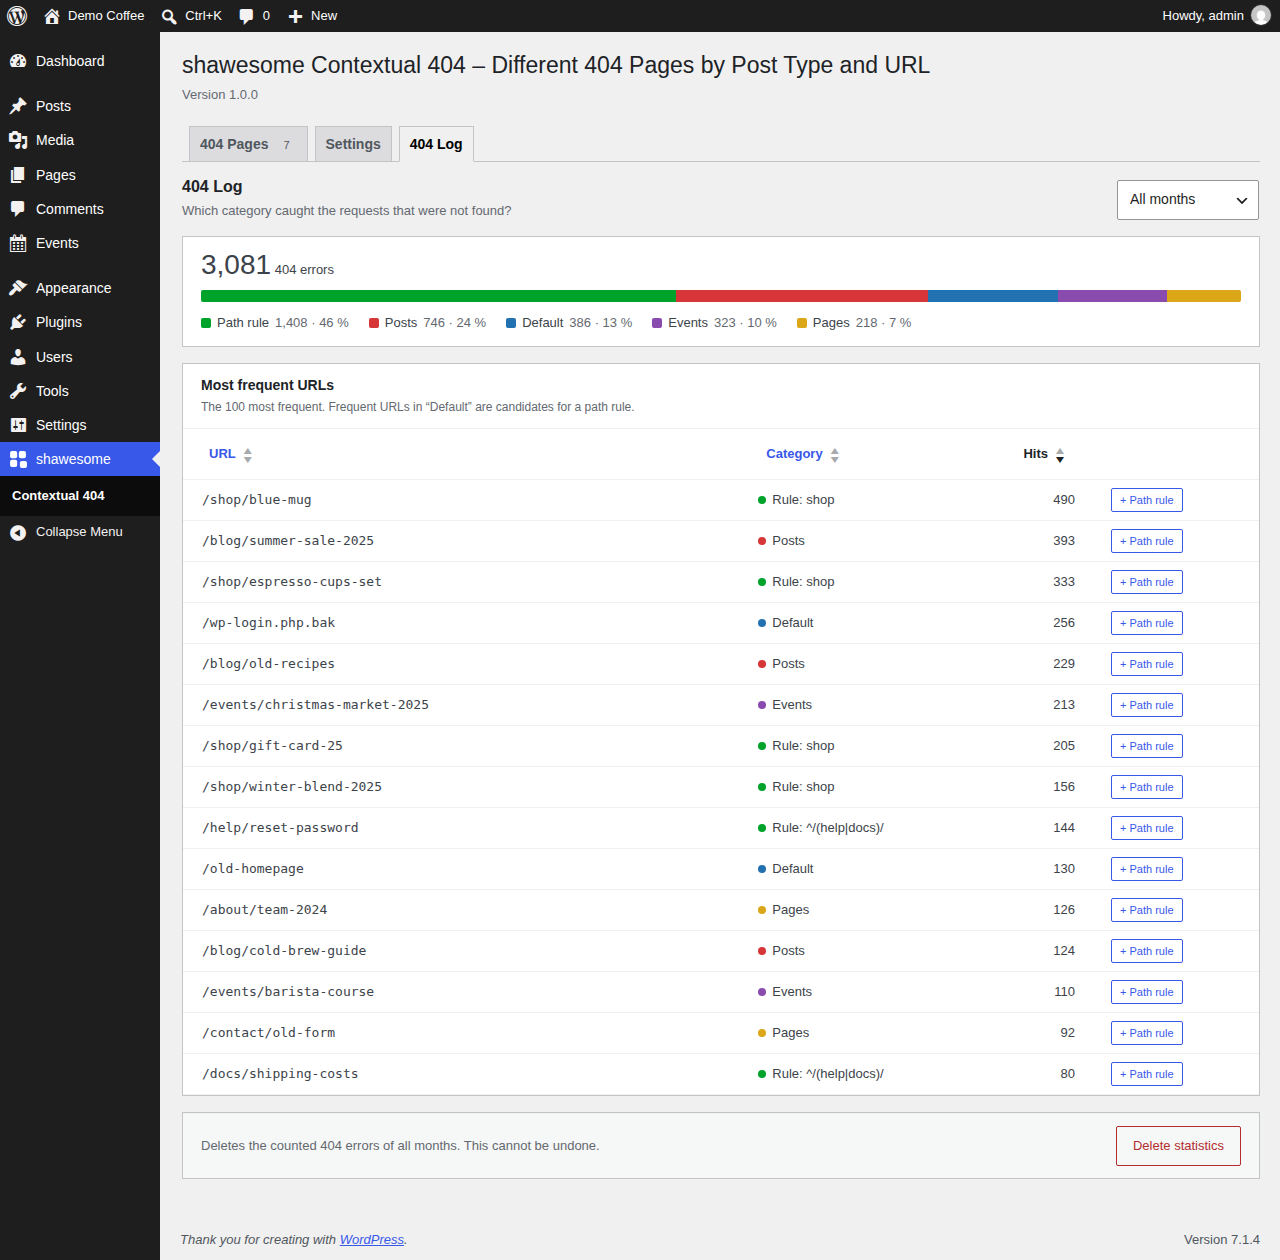 Demo Coffee Ctrl+K 0 New Howdy, admin
Dashboard
Posts
Media
Pages
Comments
Events
Appearance
Plugins
Users
Tools
Settings
shawesome
Contextual 404
Collapse Menu
shawesome Contextual 404 – Different 404 Pages by Post Type and URL
Version 1.0.0
404 Pages 7 Settings 404 Log
404 Log
Which category caught the requests that were not found?
All months
3,081 404 errors
Path rule 1,408 · 46 % Posts 746 · 24 % Default 386 · 13 % Events 323 · 10 % Pages 218 · 7 %
Most frequent URLs
The 100 most frequent. Frequent URLs in “Default” are candidates for a path rule.
URL Category Hits
/shop/blue-mug Rule: shop 490 + Path rule
/blog/summer-sale-2025 Posts 393 + Path rule
/shop/espresso-cups-set Rule: shop 333 + Path rule
/wp-login.php.bak Default 256 + Path rule
/blog/old-recipes Posts 229 + Path rule
/events/christmas-market-2025 Events 213 + Path rule
/shop/gift-card-25 Rule: shop 205 + Path rule
/shop/winter-blend-2025 Rule: shop 156 + Path rule
/help/reset-password Rule: ^/(help|docs)/ 144 + Path rule
/old-homepage Default 130 + Path rule
/about/team-2024 Pages 126 + Path rule
/blog/cold-brew-guide Posts 124 + Path rule
/events/barista-course Events 110 + Path rule
/contact/old-form Pages 92 + Path rule
/docs/shipping-costs Rule: ^/(help|docs)/ 80 + Path rule
Deletes the counted 404 errors of all months. This cannot be undone. Delete statistics
Thank you for creating with WordPress. Version 7.1.4